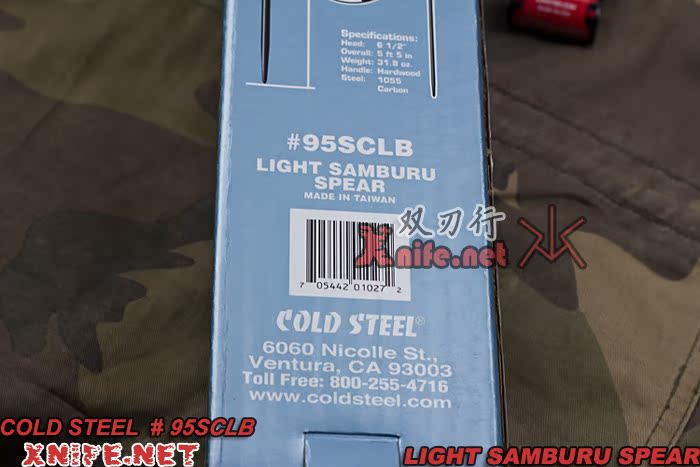 Specifications:
Head: 6 1/2"
Overall: 5 ft 5 in
Weight: 31.8 oz.
Handle: Hardwood
Steel: 1055
Carbon
#95SCLB
LIGHT SAMBURU
SPEAR
MADE IN TAIWAN
双刃行
Xnife.net
7 05442 01027 2
COLD STEEL®
6060 Nicolle St.,
Ventura, CA 93003
Toll Free: 800-255-4716
www.coldsteel.com
COLD STEEL # 95SCLB
XNIFE.NET
LIGHT SAMBURU SPEAR